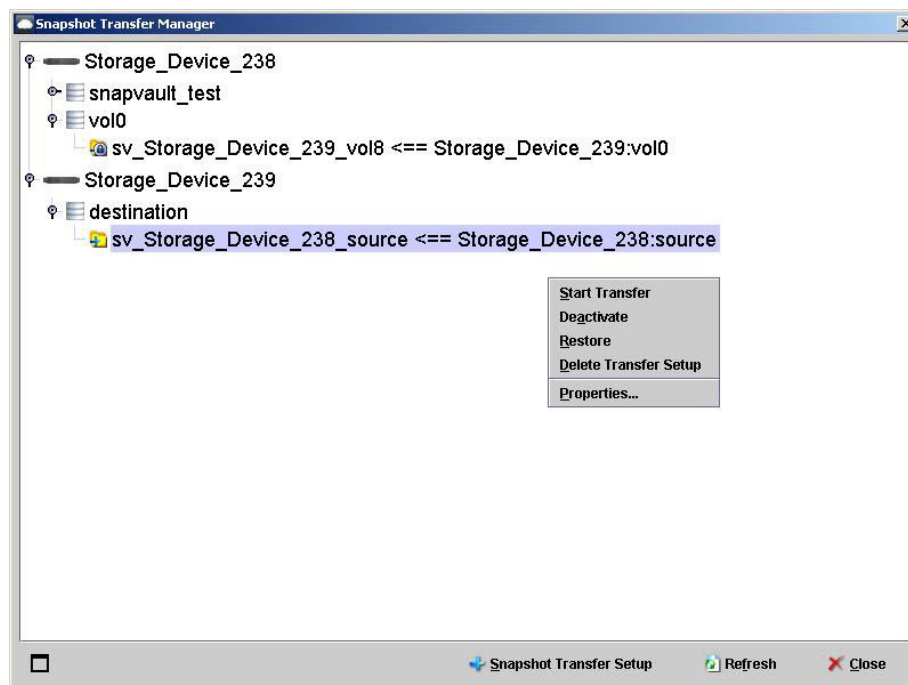 Snapshot Transfer Manager
Storage_Device_238
snapvault_test
vol0
sv_Storage_Device_239_vol8 <== Storage_Device_239:vol0
Storage_Device_239
destination
sv_Storage_Device_238_source <== Storage_Device_238:source
Start Transfer
Deactivate
Restore
Delete Transfer Setup
Properties...
Snapshot Transfer Setup Refresh Close